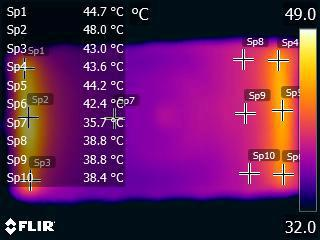 Sp1 44.7 °C °C 49.0
Sp2 48.0 °C
Sp3 43.0 °C Sp8 Sp4
Sp4 43.6 °C Sp1
Sp5 44.2 °C
Sp6 42.4 °C Sp2 Sp7 Sp9 Sp5
Sp7 35.7 °C
Sp8 38.8 °C
Sp9 38.8 °C Sp3 Sp10
Sp10 38.4 °C
FLIR 32.0